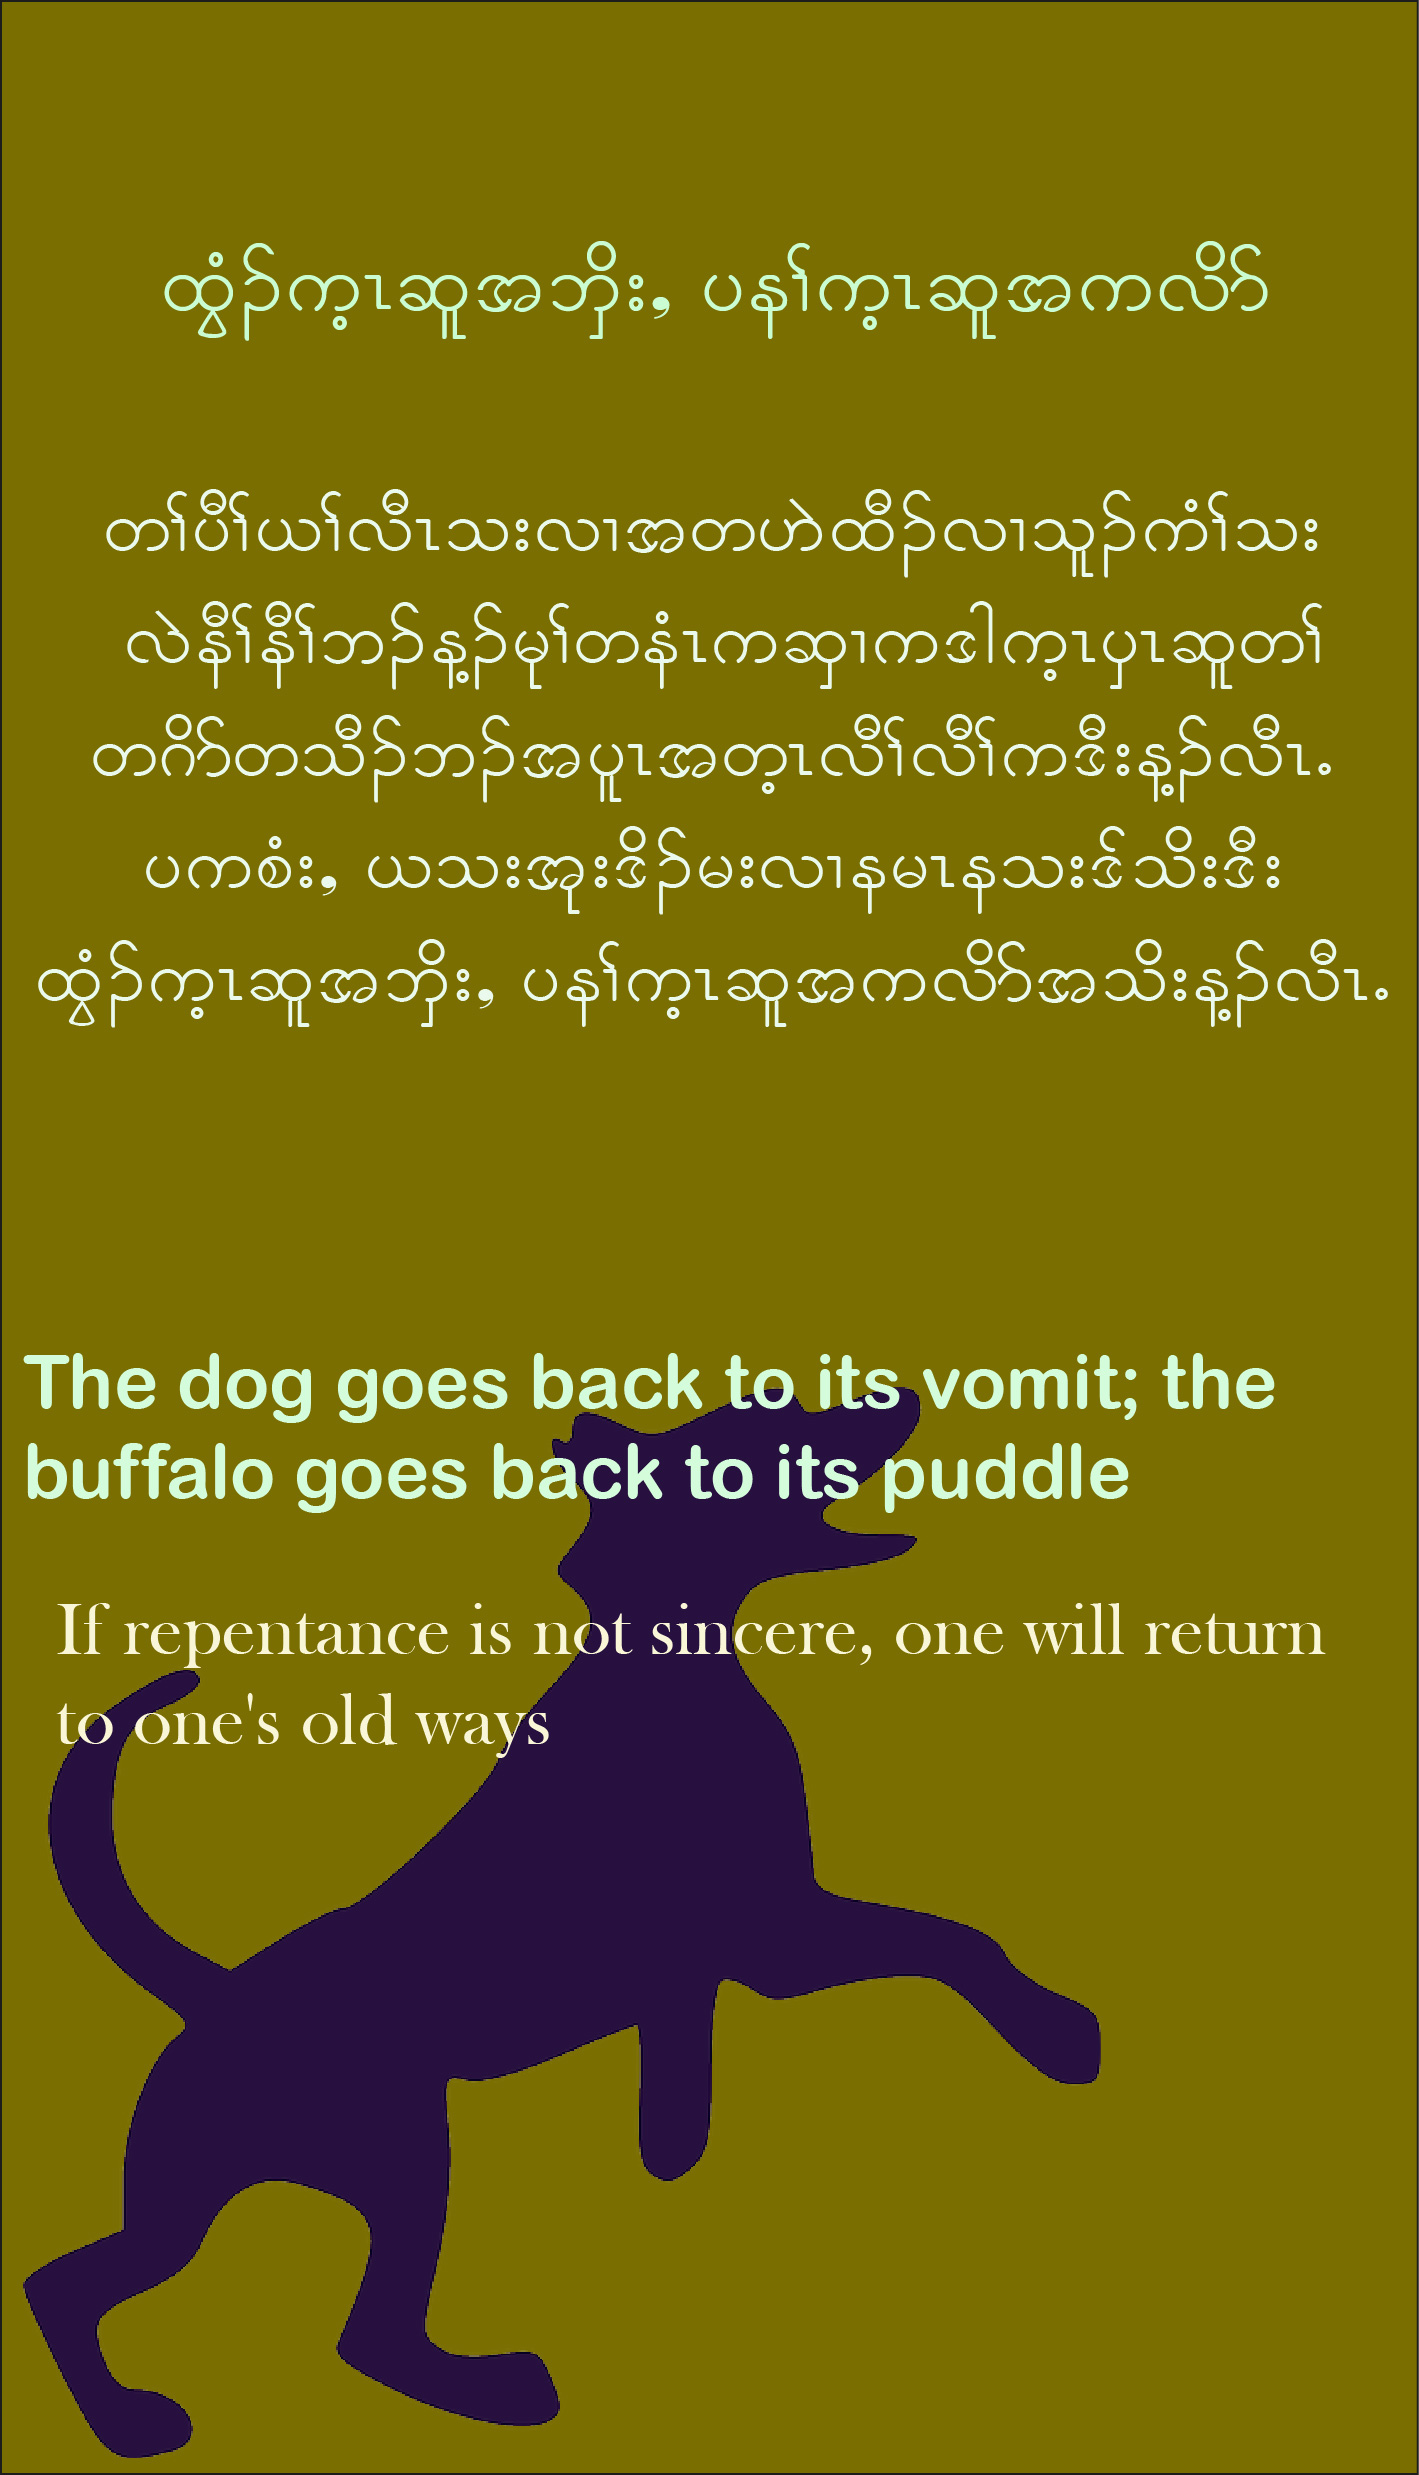 ထွံၣ်က့ၤဆူအဘှိး, ပနၢ်က့ၤဆူအကလိာ်
တၢ်ပီၢ်ယၢ်လီၤသးလၢအတဟဲထီၣ်လၢသူၣ်ကံၢ်သး
လဲနီၢ်နီၢ်ဘၣ်န့ၣ်မုၢ်တနံၤကဆှၢကဒါက့ၤပှၤဆူတၢ်
တဂိာ်တသီၣ်ဘၣ်အပူၤအတ့ၤလီၢ်လီၢ်ကဒီးန့ၣ်လီၤ.
ပကစံး, ယသးအုးဒိၣ်မးလၢနမၤနသးဒ်သိးဒီး
ထွံၣ်က့ၤဆူအဘှိး, ပနၢ်က့ၤဆူအကလိာ်အသိးန့ၣ်လီၤ.
The dog goes back to its vomit; the
buffalo goes back to its puddle
If repentance is not sincere, one will return
to one's old ways